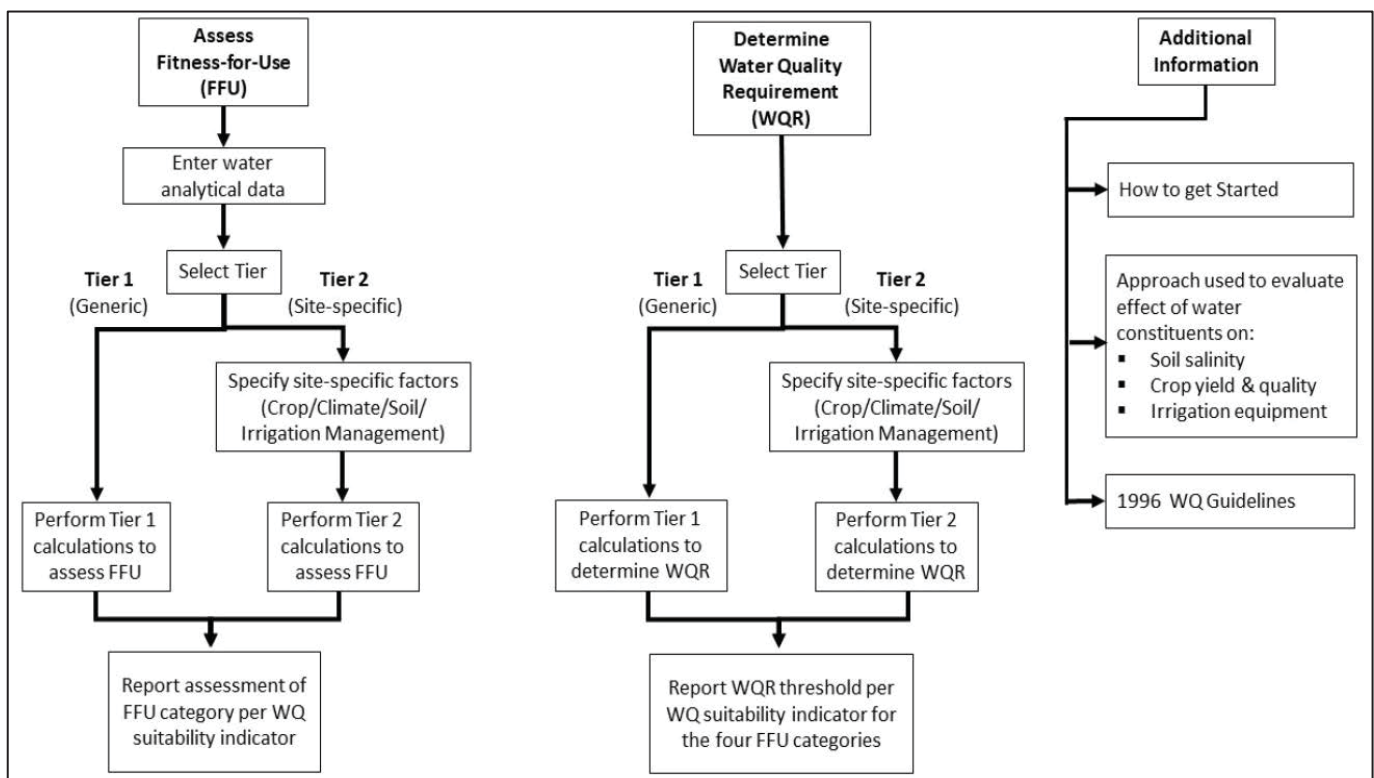 Assess
Fitness-for-Use
(FFU)
Enter water
analytical data
Select Tier
Tier 1
(Generic)
Tier 2
(Site-specific)
Specify site-specific factors
(Crop/Climate/Soil/
Irrigation Management)
Perform Tier 1
calculations to
assess FFU
Perform Tier 2
calculations to
assess FFU
Report assessment of
FFU category per WQ
suitability indicator
Determine
Water Quality
Requirement
(WQR)
Select Tier
Tier 1
(Generic)
Tier 2
(Site-specific)
Specify site-specific factors
(Crop/Climate/Soil/
Irrigation Management)
Perform Tier 1
calculations to
determine WQR
Perform Tier 2
calculations to
determine WQR
Report WQR threshold per
WQ suitability indicator for
the four FFU categories
Additional
Information
How to get Started
Approach used to evaluate
effect of water
constituents on:
▪ Soil salinity
▪ Crop yield & quality
▪ Irrigation equipment
1996 WQ Guidelines